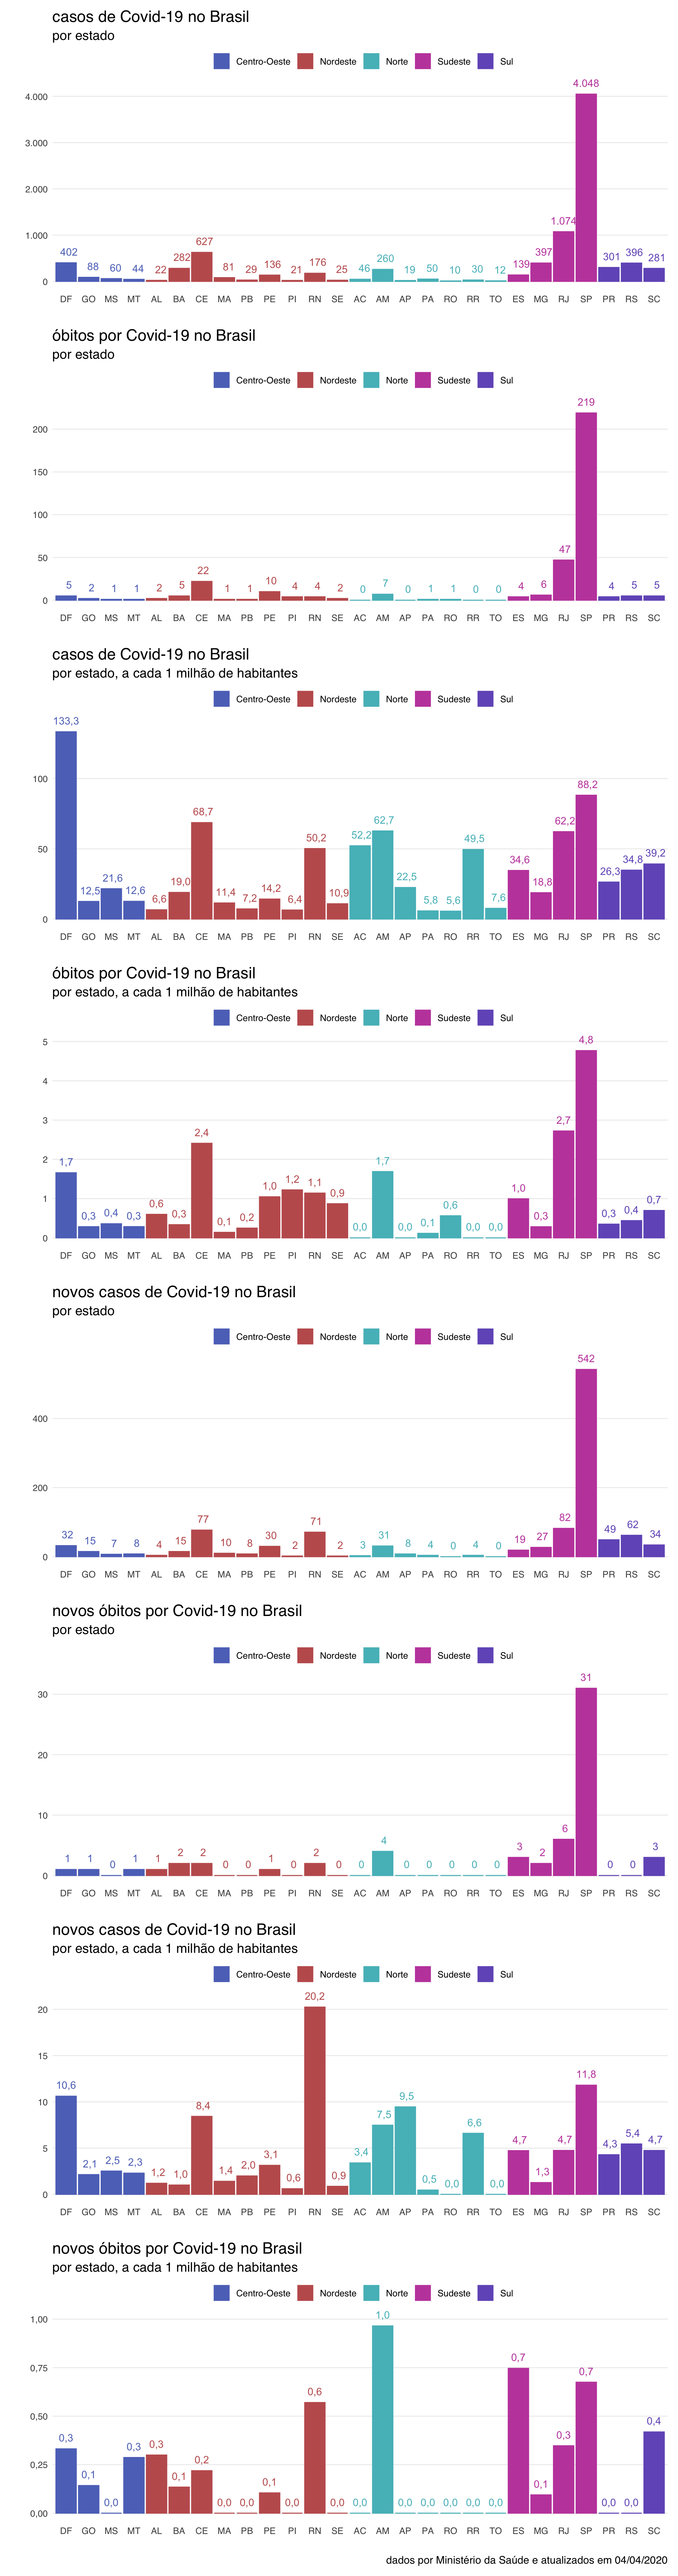 casos de Covid-19 no Brasil
por estado
Centro-Oeste Nordeste Norte Sudeste Sul
4.000
3.000
2.000
1.000
0
402 88 60 44 22 282 627 81 29 136 21 176 25 46 260 19 50 10 30 12 139 397 1.074 4.048 301 396 281
DF GO MS MT AL BA CE MA PB PE PI RN SE AC AM AP PA RO RR TO ES MG RJ SP PR RS SC
óbitos por Covid-19 no Brasil
por estado
Centro-Oeste Nordeste Norte Sudeste Sul
200
150
100
50
0
5 2 1 1 2 5 22 1 1 10 4 4 2 0 7 0 1 1 0 0 4 6 47 219 4 5 5
DF GO MS MT AL BA CE MA PB PE PI RN SE AC AM AP PA RO RR TO ES MG RJ SP PR RS SC
casos de Covid-19 no Brasil
por estado, a cada 1 milhão de habitantes
Centro-Oeste Nordeste Norte Sudeste Sul
100
50
0
133,3 12,5 21,6 12,6 6,6 19,0 68,7 11,4 7,2 14,2 6,4 50,2 10,9 52,2 62,7 22,5 5,8 5,6 49,5 7,6 34,6 18,8 62,2 88,2 26,3 34,8 39,2
DF GO MS MT AL BA CE MA PB PE PI RN SE AC AM AP PA RO RR TO ES MG RJ SP PR RS SC
óbitos por Covid-19 no Brasil
por estado, a cada 1 milhão de habitantes
Centro-Oeste Nordeste Norte Sudeste Sul
5
4
3
2
1
0
1,7 0,3 0,4 0,3 0,6 0,3 2,4 0,1 0,2 1,0 1,2 1,1 0,9 0,0 1,7 0,0 0,1 0,6 0,0 0,0 1,0 0,3 2,7 4,8 0,3 0,4 0,7
DF GO MS MT AL BA CE MA PB PE PI RN SE AC AM AP PA RO RR TO ES MG RJ SP PR RS SC
novos casos de Covid-19 no Brasil
por estado
Centro-Oeste Nordeste Norte Sudeste Sul
400
200
0
32 15 7 8 4 15 77 10 8 30 2 71 2 3 31 8 4 0 4 0 19 27 82 542 49 62 34
DF GO MS MT AL BA CE MA PB PE PI RN SE AC AM AP PA RO RR TO ES MG RJ SP PR RS SC
novos óbitos por Covid-19 no Brasil
por estado
Centro-Oeste Nordeste Norte Sudeste Sul
30
20
10
0
1 1 0 1 1 2 2 0 0 1 0 2 0 0 4 0 0 0 0 0 3 2 6 31 0 0 3
DF GO MS MT AL BA CE MA PB PE PI RN SE AC AM AP PA RO RR TO ES MG RJ SP PR RS SC
novos casos de Covid-19 no Brasil
por estado, a cada 1 milhão de habitantes
Centro-Oeste Nordeste Norte Sudeste Sul
20
15
10
5
0
10,6 2,1 2,5 2,3 1,2 1,0 8,4 1,4 2,0 3,1 0,6 20,2 0,9 3,4 7,5 9,5 0,5 0,0 6,6 0,0 4,7 1,3 4,7 11,8 4,3 5,4 4,7
DF GO MS MT AL BA CE MA PB PE PI RN SE AC AM AP PA RO RR TO ES MG RJ SP PR RS SC
novos óbitos por Covid-19 no Brasil
por estado, a cada 1 milhão de habitantes
Centro-Oeste Nordeste Norte Sudeste Sul
1,00
0,75
0,50
0,25
0,00
0,3 0,1 0,0 0,3 0,3 0,1 0,2 0,0 0,0 0,1 0,0 0,6 0,0 0,0 1,0 0,0 0,0 0,0 0,0 0,0 0,7 0,1 0,3 0,7 0,0 0,0 0,4
DF GO MS MT AL BA CE MA PB PE PI RN SE AC AM AP PA RO RR TO ES MG RJ SP PR RS SC
dados por Ministério da Saúde e atualizados em 04/04/2020